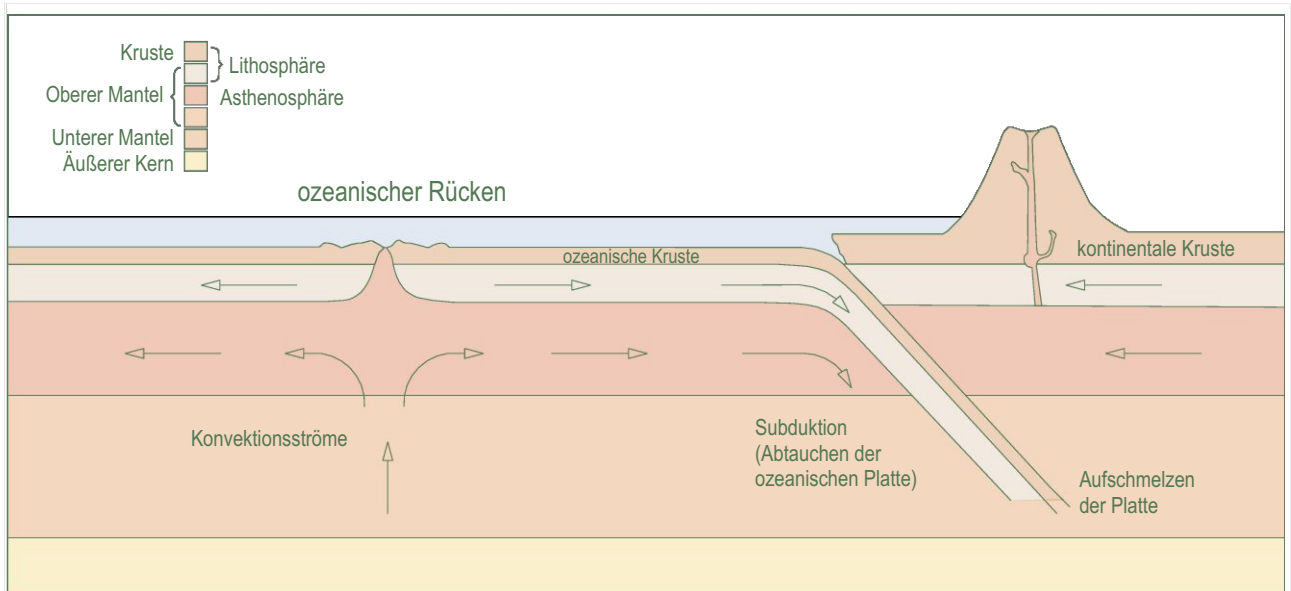 Kruste
Lithosphäre
Oberer Mantel
Asthenosphäre
Unterer Mantel
Äußerer Kern
ozeanischer Rücken
ozeanische Kruste
kontinentale Kruste
Konvektionsströme
Subduktion
(Abtauchen der
ozeanischen Platte)
Aufschmelzen
der Platte